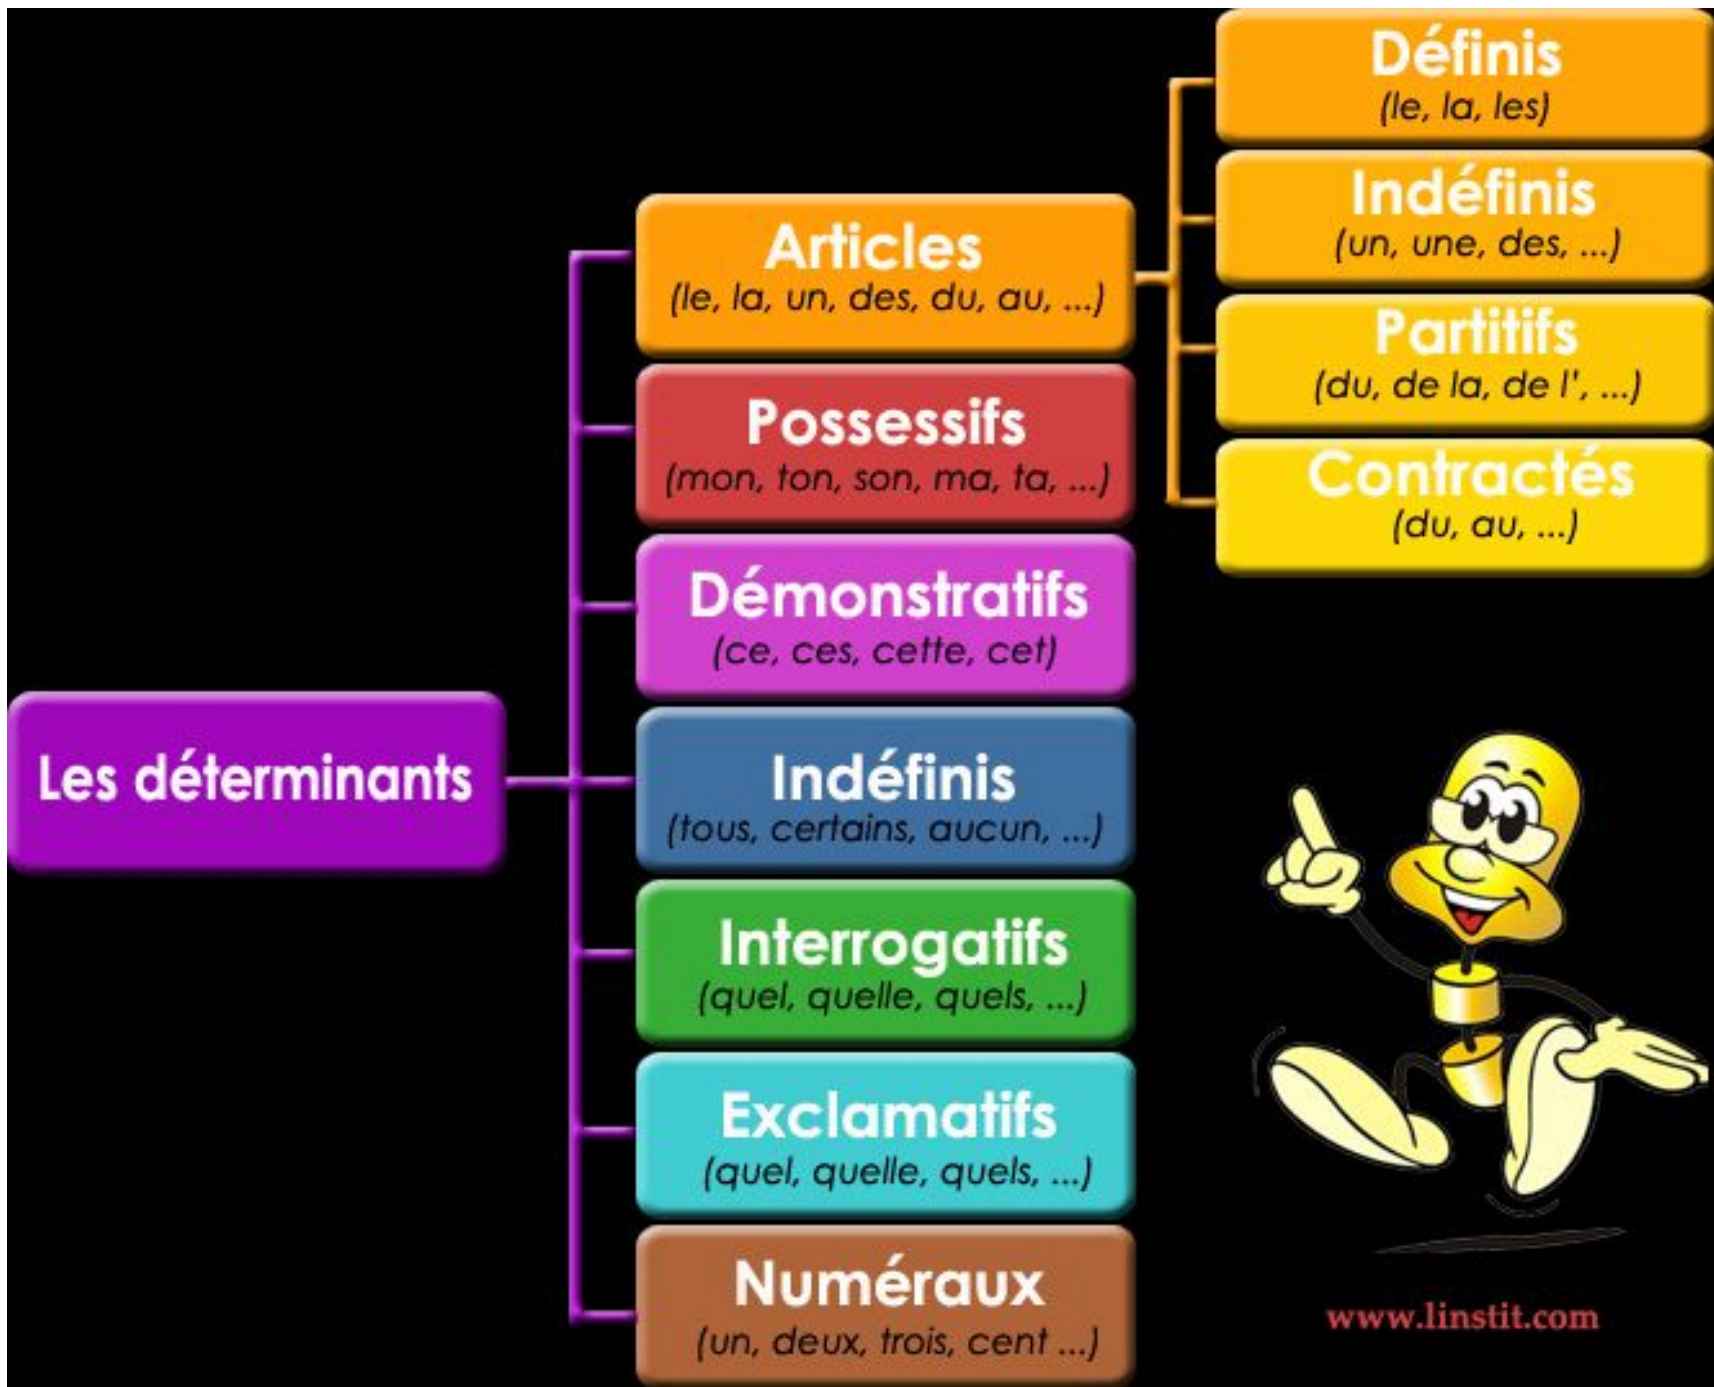 Les déterminants
Articles
(le, la, un, des, du, au, ...)
Possessifs
(mon, ton, son, ma, ta, ...)
Démonstratifs
(ce, ces, cette, cet)
Indéfinis
(tous, certains, aucun, ...)
Interrogatifs
(quel, quelle, quels, ...)
Exclamatifs
(quel, quelle, quels, ...)
Numéraux
(un, deux, trois, cent ...)
Définis
(le, la, les)
Indéfinis
(un, une, des, ...)
Partitifs
(du, de la, de l', ...)
Contractés
(du, au, ...)
www.linstit.com